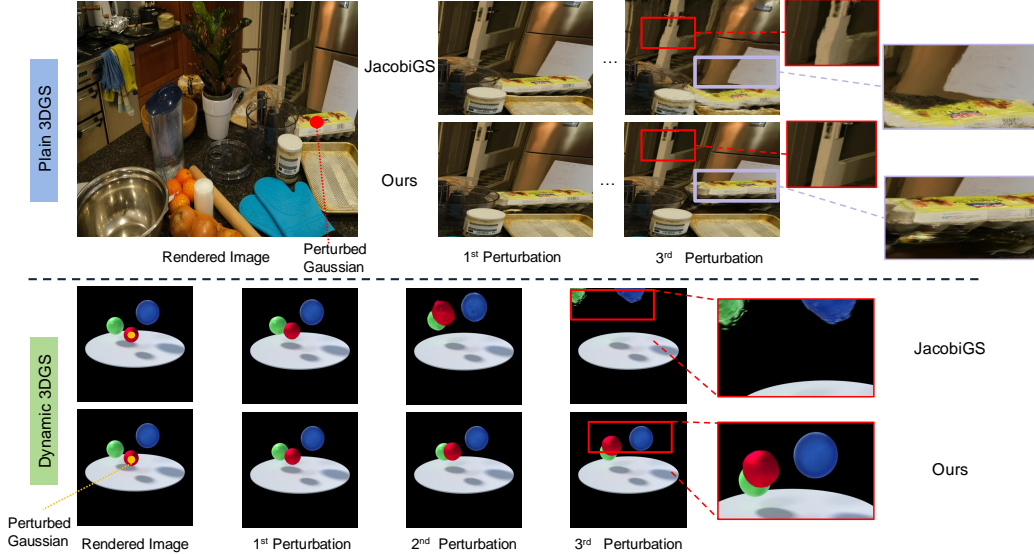 Plain 3DGS
JacobiGS
...
Ours
...
Rendered Image
Perturbed
Gaussian
1st Perturbation
3rd Perturbation
Dynamic 3DGS
JacobiGS
Ours
Perturbed
Gaussian
Rendered Image
1st Perturbation
2nd Perturbation
3rd Perturbation